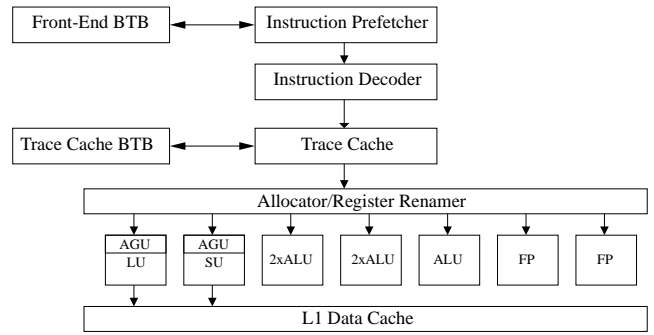 Front-End BTB
Instruction Prefetcher
Instruction Decoder
Trace Cache BTB
Trace Cache
Allocator/Register Renamer
AGU
LU
AGU
SU
2xALU
2xALU
ALU
FP
FP
L1 Data Cache